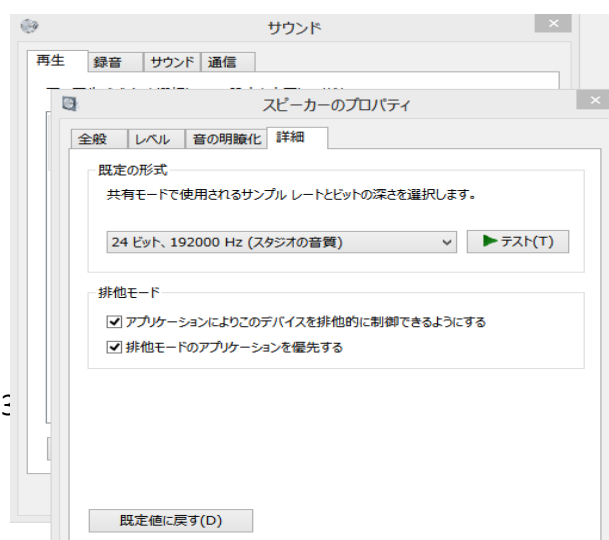 サウンド
再生
録音
サウンド
通信
スピーカーのプロパティ
全般
レベル
音の明瞭化
詳細
既定の形式
共有モードで使用されるサンプル レートとビットの深さを選択します。
24 ビット、192000 Hz (スタジオの音質)
テスト(T)
排他モード
アプリケーションによりこのデバイスを排他的に制御できるようにする
排他モードのアプリケーションを優先する
既定値に戻す(D)